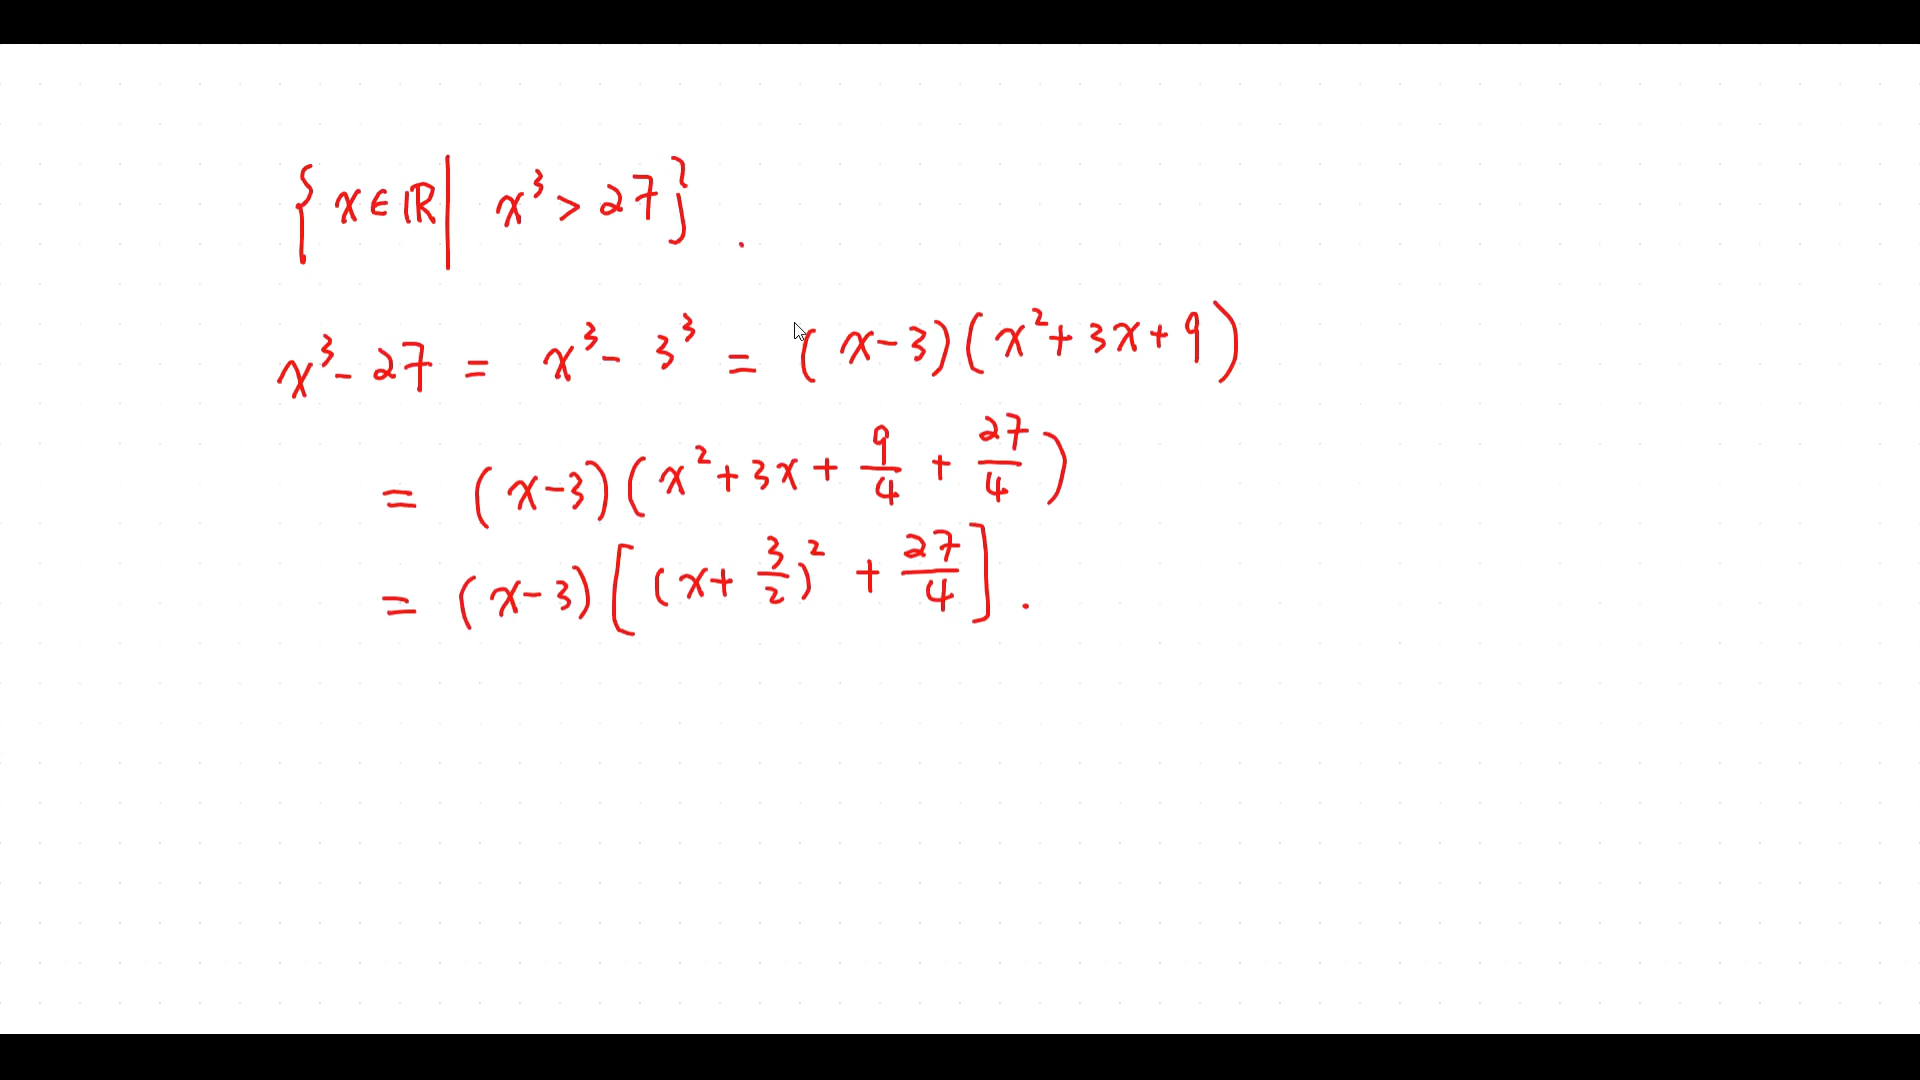 { x ∈ ℝ | x³ > 27 } .
x³ - 27 = x³ - 3³ = (x - 3)(x² + 3x + 9)
= (x - 3)(x² + 3x + 9/4 + 27/4)
= (x - 3)[(x + 3/2)² + 27/4] .